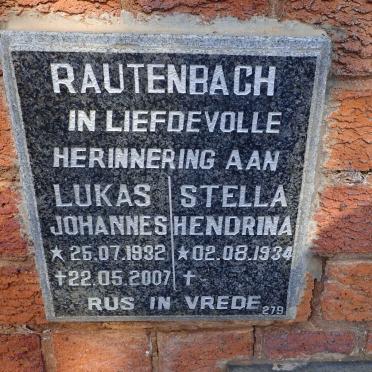 RAUTENBACH
IN LIEFDEVOLLE
HERINNERING AAN
LUKAS STELLA
JOHANNES HENDRINA
★ 25.07.1932 ★ 02.08.1934
✝ 22.05.2007 ✝
RUS IN VREDE 279